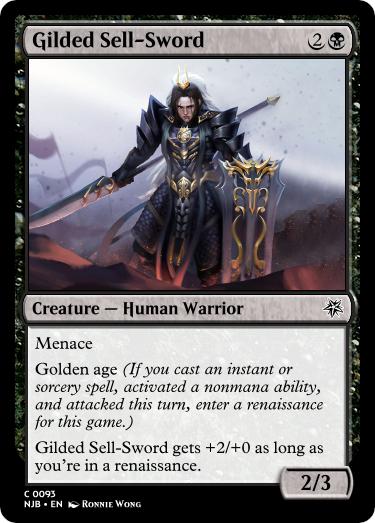 Gilded Sell-Sword 2
Creature — Human Warrior
Menace
Golden age (If you cast an instant or
sorcery spell, activated a nonmana ability,
and attacked this turn, enter a renaissance
for this game.)
Gilded Sell-Sword gets +2/+0 as long as
you're in a renaissance.
2/3
C 0093
NJB • EN Ronnie Wong